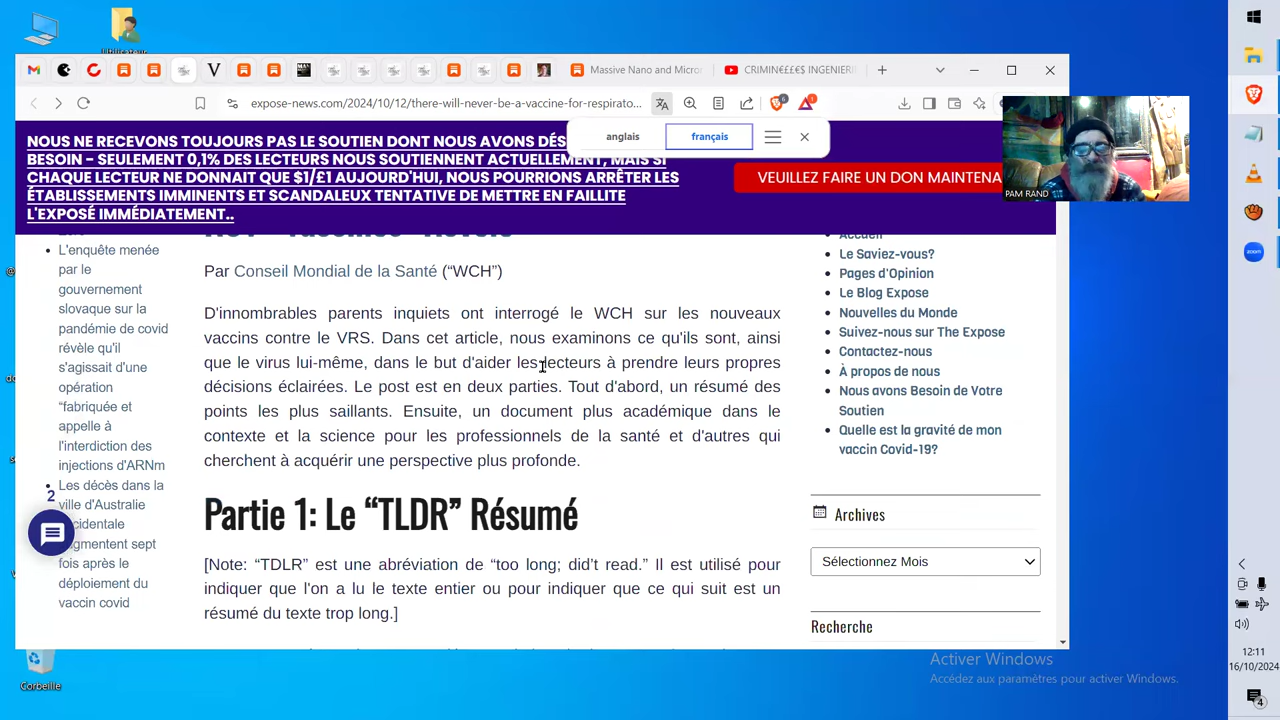 Massive Nano and Micro
CRIMIN£££$ INGENIERI
expose-news.com/2024/10/12/there-will-never-be-a-vaccine-for-respirato...
anglais
français
NOUS NE RECEVONS TOUJOURS PAS LE SOUTIEN DONT NOUS AVONS
BESOIN - SEULEMENT 0,1% DES LECTEURS NOUS SOUTIENNENT ACTUELLEMENT, MAIS SI
CHAQUE LECTEUR NE DONNAIT QUE $1/£1 AUJOURD'HUI, NOUS POURRIONS ARRÊTER LES
ÉTABLISSEMENTS IMMINENTS ET SCANDALEUX TENTATIVE DE METTRE EN FAILLITE
L'EXPOSÉ IMMÉDIATEMENT..
VEUILLEZ FAIRE UN DON MAINTENA
PAM RAND
L'enquête menée
par le
gouvernement
slovaque sur la
pandémie de covid
révèle qu'il
s'agissait d'une
opération
“fabriquée et
appelle à
l'interdiction des
injections d'ARNm
Les décès dans la
ville d'Australie
augmentent sept
fois après le
déploiement du
vaccin covid
2
Par Conseil Mondial de la Santé (“WCH”)
D'innombrables parents inquiets ont interrogé le WCH sur les nouveaux
vaccins contre le VRS. Dans cet article, nous examinons ce qu'ils sont, ainsi
que le virus lui-même, dans le but d'aider les lecteurs à prendre leurs propres
décisions éclairées. Le post est en deux parties. Tout d'abord, un résumé des
points les plus saillants. Ensuite, un document plus académique dans le
contexte et la science pour les professionnels de la santé et d'autres qui
cherchent à acquérir une perspective plus profonde.
Partie 1: Le “TLDR” Résumé
[Note: “TDLR” est une abréviation de “too long; did't read.” Il est utilisé pour
indiquer que l'on a lu le texte entier ou pour indiquer que ce qui suit est un
résumé du texte trop long.]
Accueil
Le Saviez-vous?
Pages d'Opinion
Le Blog Expose
Nouvelles du Monde
Suivez-nous sur The Expose
Contactez-nous
À propos de nous
Nous avons Besoin de Votre
Soutien
Quelle est la gravité de mon
vaccin Covid-19?
Archives
Sélectionnez Mois
Recherche
Corbeille
Activer Windows
Accédez aux paramètres pour activer Windows.
zoom
12:11
16/10/2024
4